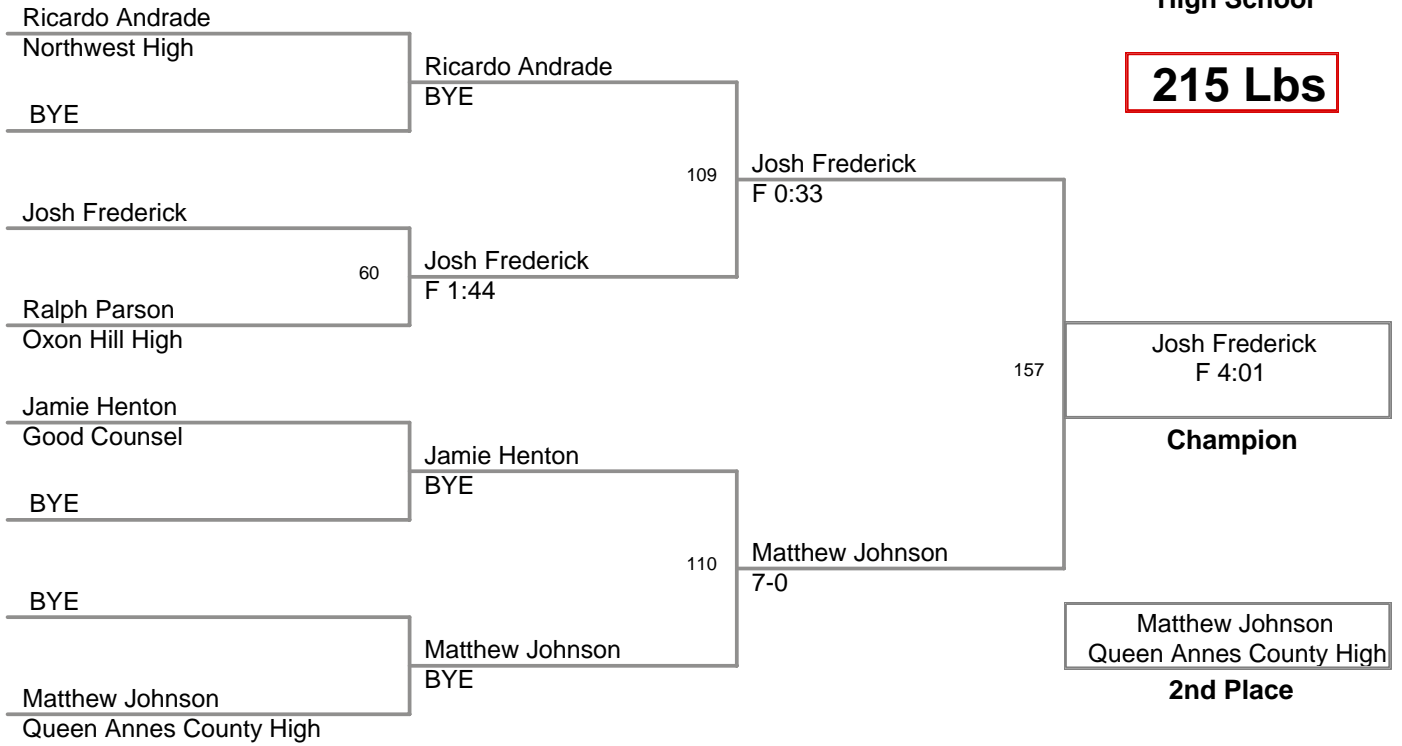 High School
215 Lbs
Ricardo Andrade
Northwest High
BYE
Josh Frederick
60
Ralph Parson
Oxon Hill High
Jamie Henton
Good Counsel
BYE
BYE
Matthew Johnson
Queen Annes County High
Ricardo Andrade
BYE
109
Josh Frederick
F 1:44
Jamie Henton
BYE
110
Matthew Johnson
BYE
Josh Frederick
F 0:33
157
Matthew Johnson
7-0
Josh Frederick
F 4:01
Champion
Matthew Johnson
Queen Annes County High
2nd Place